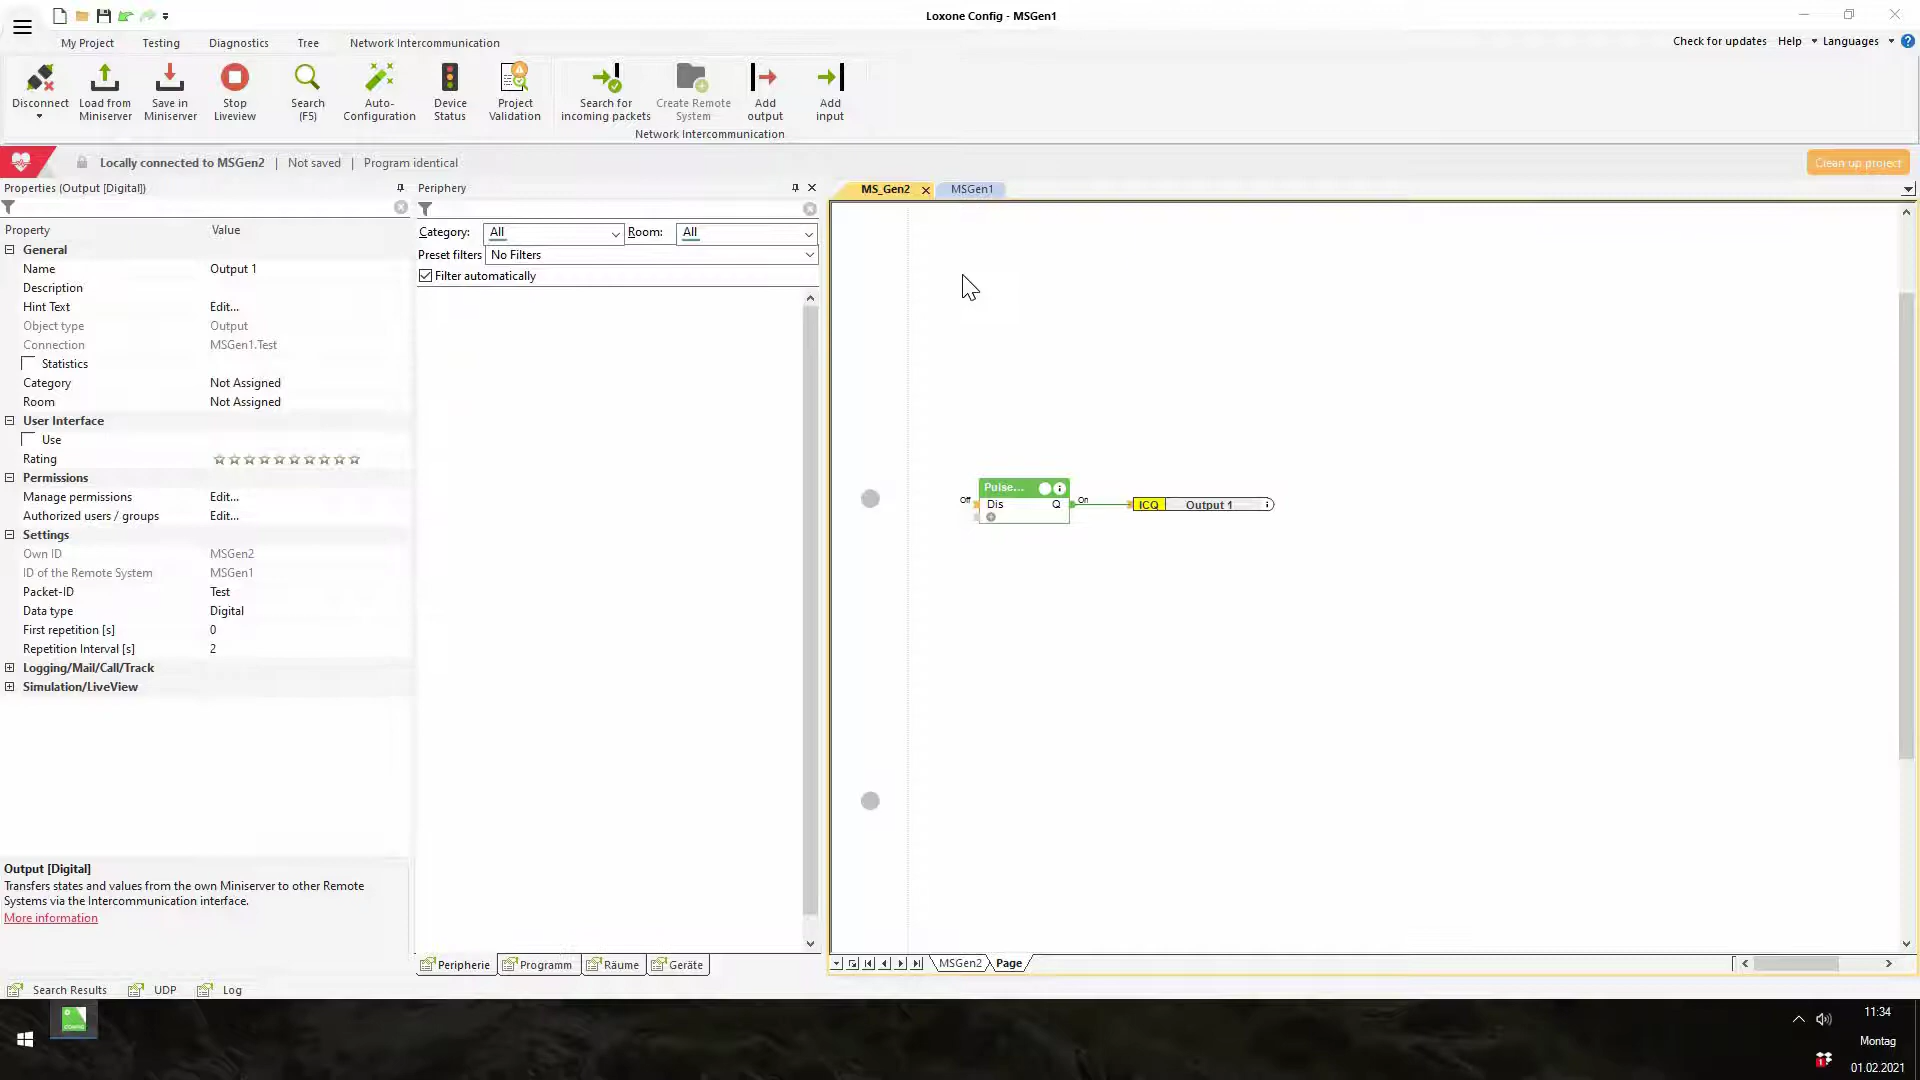 Loxone Config - MSGen1
My Project
Testing
Diagnostics
Tree
Network Intercommunication
Check for updates
Help
Languages
Disconnect
Load from
Miniserver
Save in
Miniserver
Stop
Liveview
Search
(F5)
Auto-
Configuration
Device
Status
Project
Validation
Search for
incoming packets
Create Remote
System
Add
output
Add
input
Network Intercommunication
Locally connected to MSGen2 | Not saved | Program identical
Clean up project
Properties (Output [Digital])
Property Value
General
Name Output 1
Description
Hint Text Edit...
Object type Output
Connection MSGen1.Test
Statistics
Category Not Assigned
Room Not Assigned
User Interface
Use
Rating
Permissions
Manage permissions Edit...
Authorized users / groups Edit...
Settings
Own ID MSGen2
ID of the Remote System MSGen1
Packet-ID Test
Data type Digital
First repetition [s] 0
Repetition Interval [s] 2
Logging/Mail/Call/Track
Simulation/LiveView
Output [Digital]
Transfers states and values from the own Miniserver to other Remote
Systems via the Intercommunication interface.
More information
Periphery
Category: All Room: All
Preset filters No Filters
Filter automatically
Peripherie
Programm
Räume
Geräte
MS_Gen2
MSGen1
Pulse...
Off
Dis
Q
On
ICQ
Output 1
MSGen2
Page
Search Results
UDP
Log
CONFIG
11:34
Montag
01.02.2021